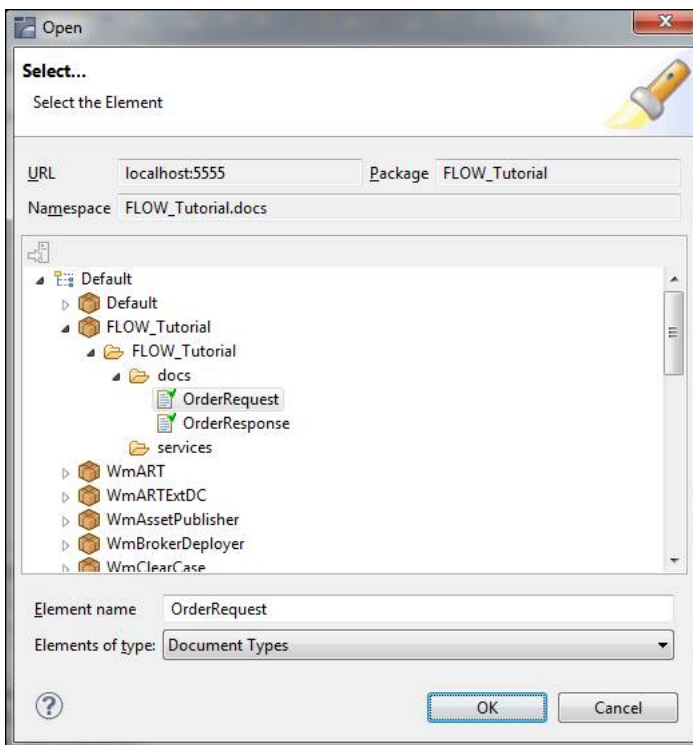 Open
Select...
Select the Element
URL localhost:5555 Package FLOW_Tutorial
Namespace FLOW_Tutorial.docs
Default
Default
FLOW_Tutorial
FLOW_Tutorial
docs
OrderRequest
OrderResponse
services
WmART
WmARTExtDC
WmAssetPublisher
WmBrokerDeployer
WmClearCase
Element name OrderRequest
Elements of type: Document Types
OK Cancel